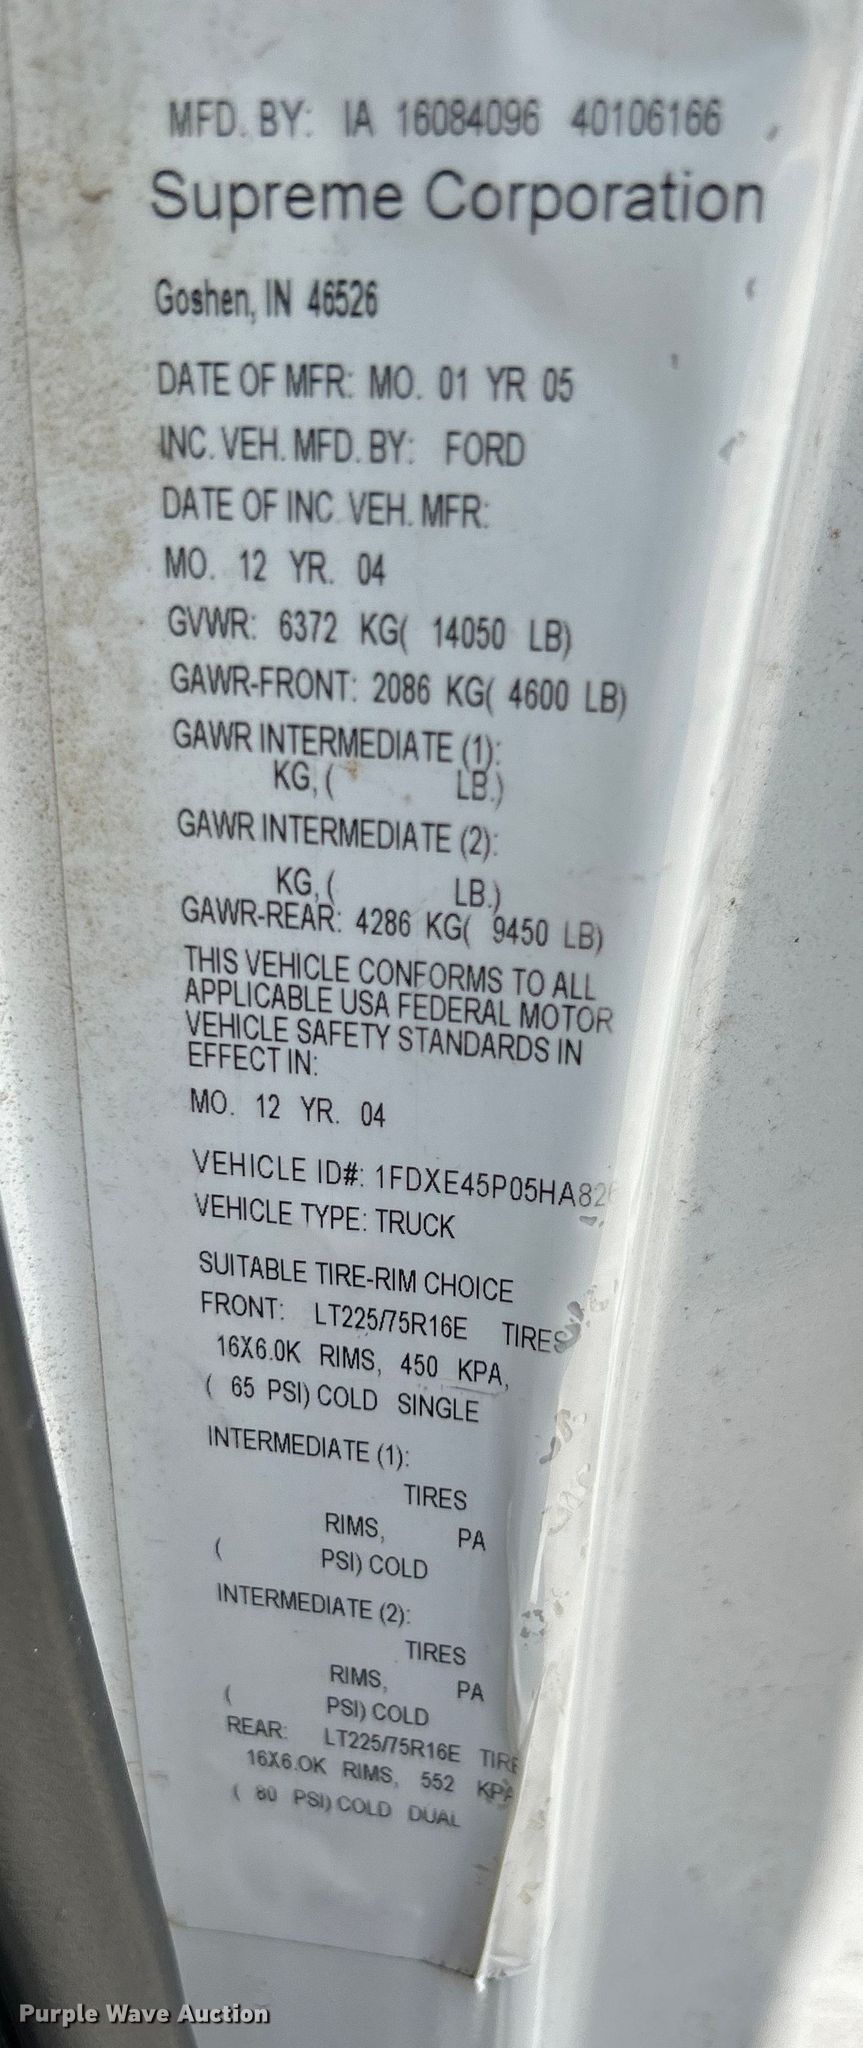 MFD. BY: IA 16084096 40106166
Supreme Corporation
Goshen, IN 46526
DATE OF MFR: MO. 01 YR 05
INC. VEH. MFD. BY: FORD
DATE OF INC. VEH. MFR:
MO. 12 YR. 04
GVWR: 6372 KG( 14050 LB)
GAWR-FRONT: 2086 KG( 4600 LB)
GAWR INTERMEDIATE (1):
KG, ( LB.)
GAWR INTERMEDIATE (2):
KG, ( LB.)
GAWR-REAR: 4286 KG( 9450 LB)
THIS VEHICLE CONFORMS TO ALL
APPLICABLE USA FEDERAL MOTOR
VEHICLE SAFETY STANDARDS IN
EFFECT IN:
MO. 12 YR. 04
VEHICLE ID#:
VEHICLE TYPE: TRUCK
SUITABLE TIRE-RIM CHOICE
FRONT: LT225/75R16E TIRES
16X6.0K RIMS, 450 KPA,
( 65 PSI) COLD SINGLE
INTERMEDIATE (1):
TIRES
RIMS, PA
( PSI) COLD
INTERMEDIATE (2):
TIRES
RIMS, PA
( PSI) COLD
REAR: LT225/75R16E TIRE
16X6.0K RIMS, 552 KPA
( 80 PSI) COLD DUAL
Purple Wave Auction